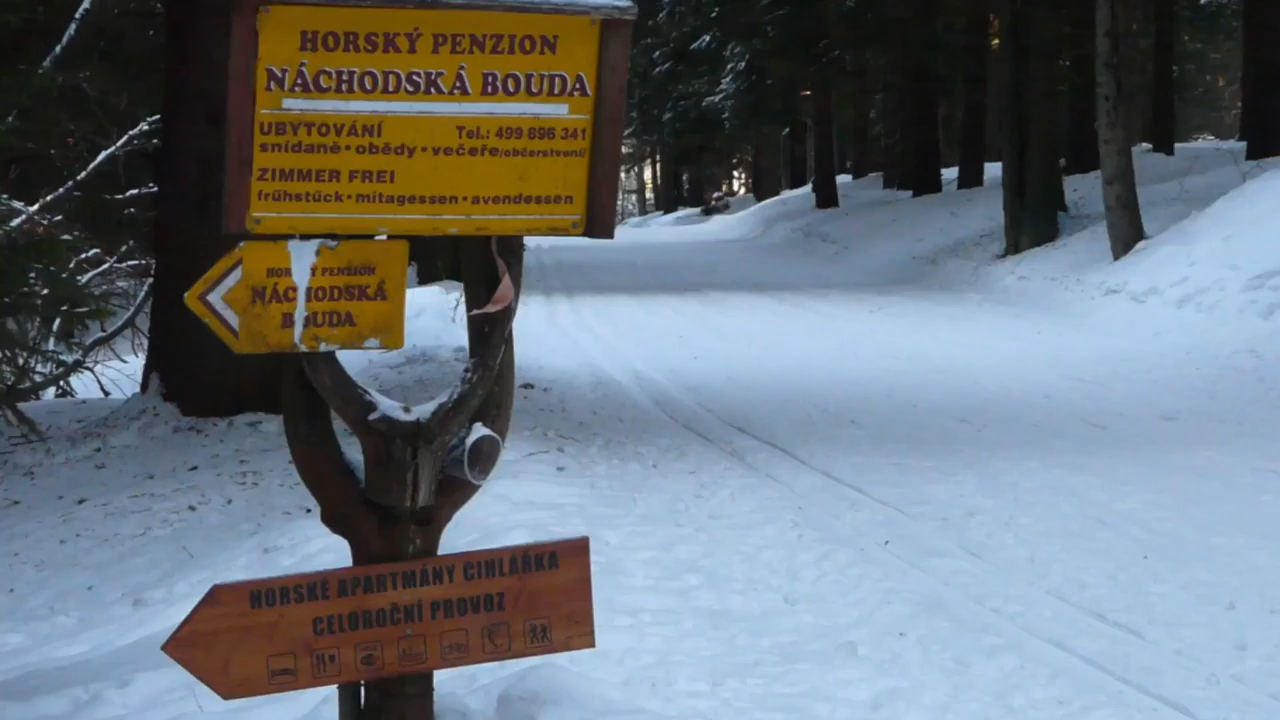 HORSKÝ PENZION
NÁCHODSKÁ BOUDA
UBYTOVÁNÍ Tel.: 499 896 341
snídaně • obědy • večeře/občerstvení/
ZIMMER FREI
frühstück • mitagessen • avendessen
HORSKÝ PENZION
NÁCHODSKÁ
BOUDA
HORSKÉ APARTMÁNY CIHLÁŘKA
CELOROČNÍ PROVOZ